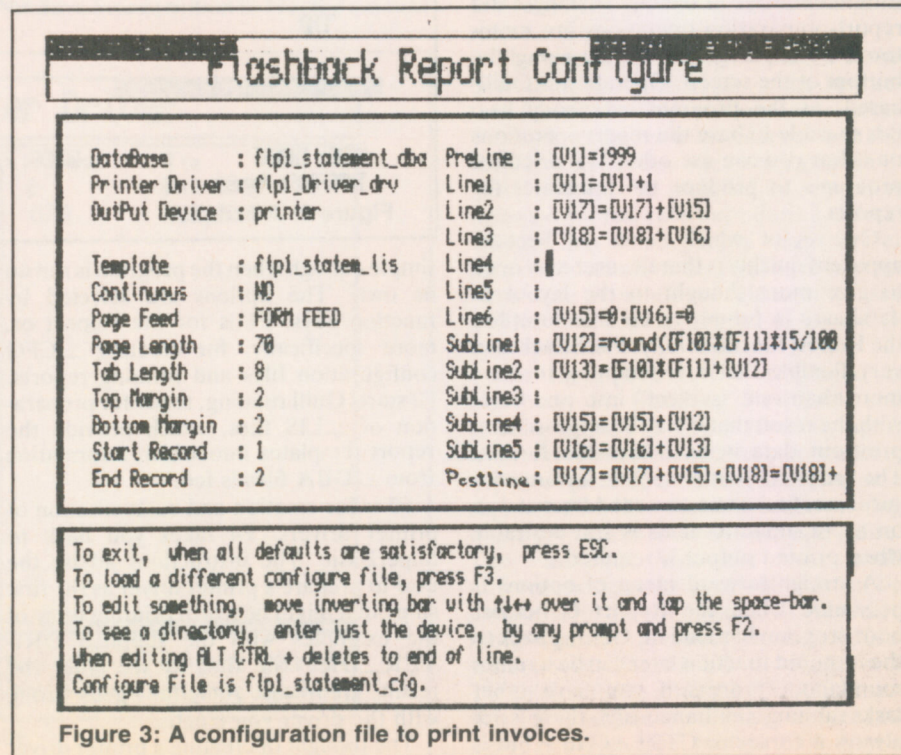 Flashback Report Configure
DataBase : flp1_statement_dba PreLine : [V1]=1999
Printer Driver : flp1_Driver_drv Line1 : [V1]=[V1]+1
OutPut Device : printer Line2 : [V17]=[V17]+[V15]
Line3 : [V18]=[V18]+[V16]
Template : flp1_statem_lis Line4 :
Continuous : NO Line5 :
Page Feed : FORM FEED Line6 : [V15]=0:[V16]=0
Page Length : 70 SubLine1 : [V12]=round([F10]*[F11]*15/100
Tab Length : 8 SubLine2 : [V13]=[F10]*[F11]+[V12]
Top Margin : 2 SubLine3 :
Bottom Margin : 2 SubLine4 : [V15]=[V15]+[V12]
Start Record : 1 SubLine5 : [V16]=[V16]+[V13]
End Record : 2 PostLine : [V17]=[V17]+[V15]:[V18]=[V18]+
To exit, when all defaults are satisfactory, press ESC.
To load a different configure file, press F3.
To edit something, move inverting bar with ↑↓←→ over it and tap the space-bar.
To see a directory, enter just the device_ by any prompt and press F2.
When editing ALT CTRL ← deletes to end of line.
Configure File is flp1_statement_cfg.
Figure 3: A configuration file to print invoices.